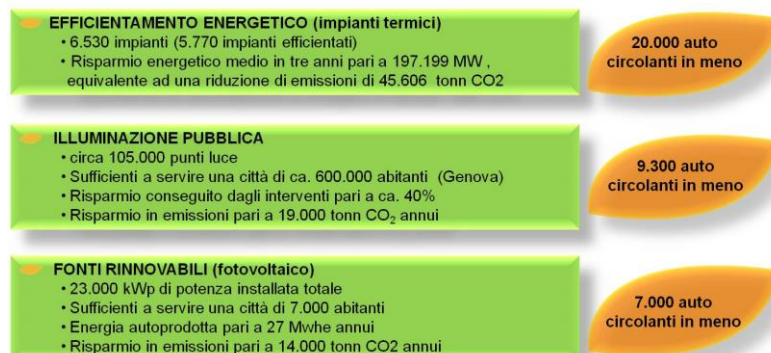 EFFICIENTAMENTO ENERGETICO (impianti termici)
• 6.530 impianti (5.770 impianti efficientati)
• Risparmio energetico medio in tre anni pari a 197.199 MW ,
equivalente ad una riduzione di emissioni di 45.606 tonn CO2
20.000 auto
circolanti in meno
ILLUMINAZIONE PUBBLICA
• circa 105.000 punti luce
• Sufficienti a servire una città di ca. 600.000 abitanti (Genova)
• Risparmio conseguito dagli interventi pari a ca. 40%
• Risparmio in emissioni pari a 19.000 tonn CO₂ annui
9.300 auto
circolanti in meno
FONTI RINNOVABILI (fotovoltaico)
• 23.000 kWp di potenza installata totale
• Sufficienti a servire una città di 7.000 abitanti
• Energia autoprodotta pari a 27 Mwhe annui
• Risparmio in emissioni pari a 14.000 tonn CO2 annui
7.000 auto
circolanti in meno